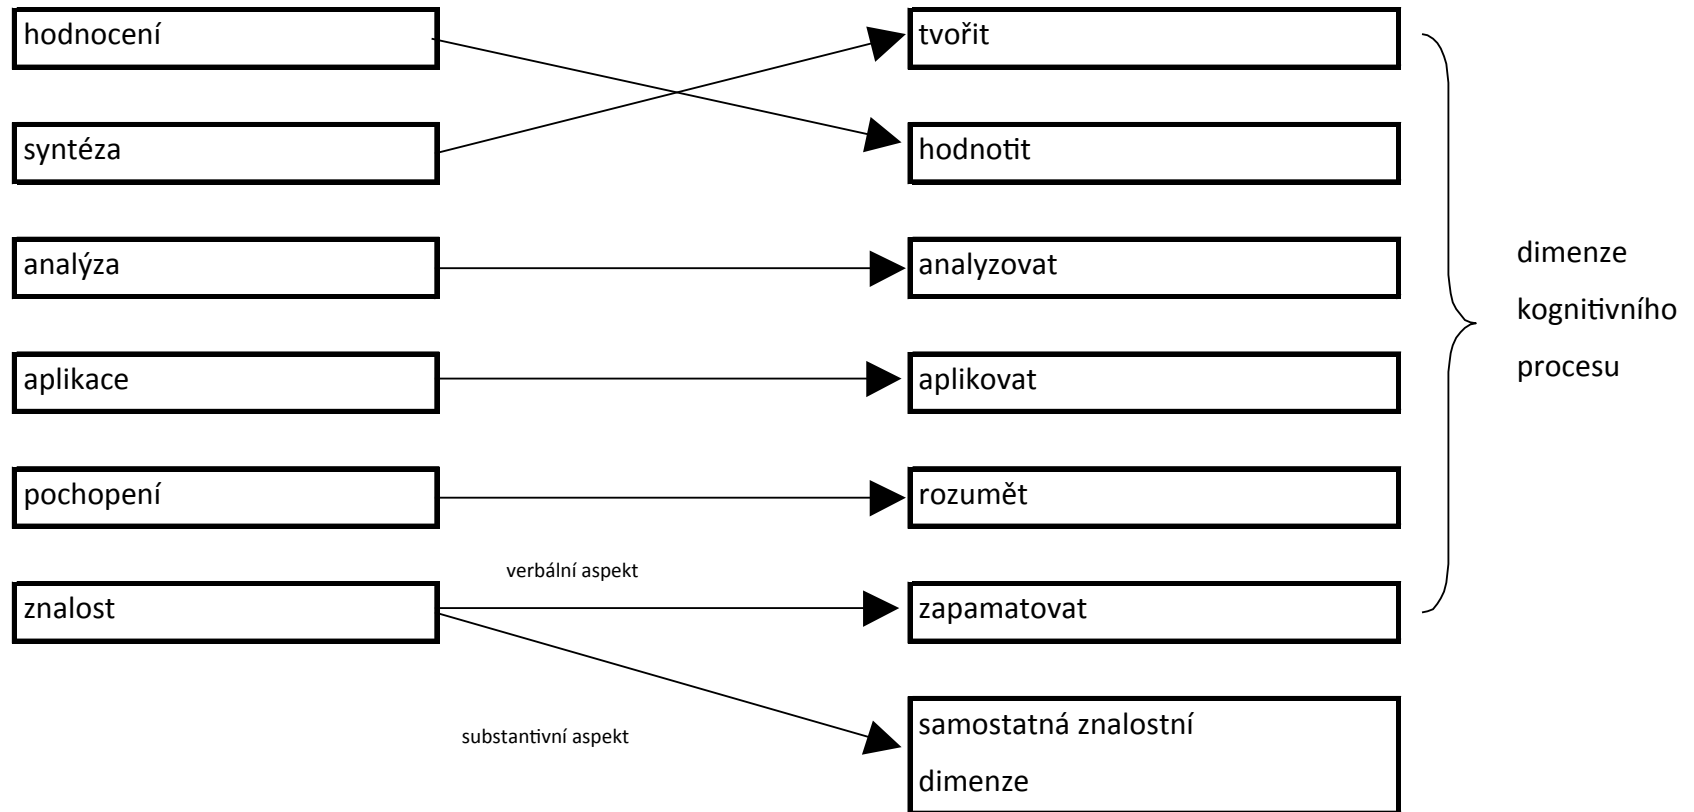 hodnocení
tvořit
syntéza
hodnotit
analýza
analyzovat
dimenze
kognitivního
procesu
aplikace
aplikovat
pochopení
rozumět
verbální aspekt
znalost
zapamatovat
substantivní aspekt
samostatná znalostní
dimenze